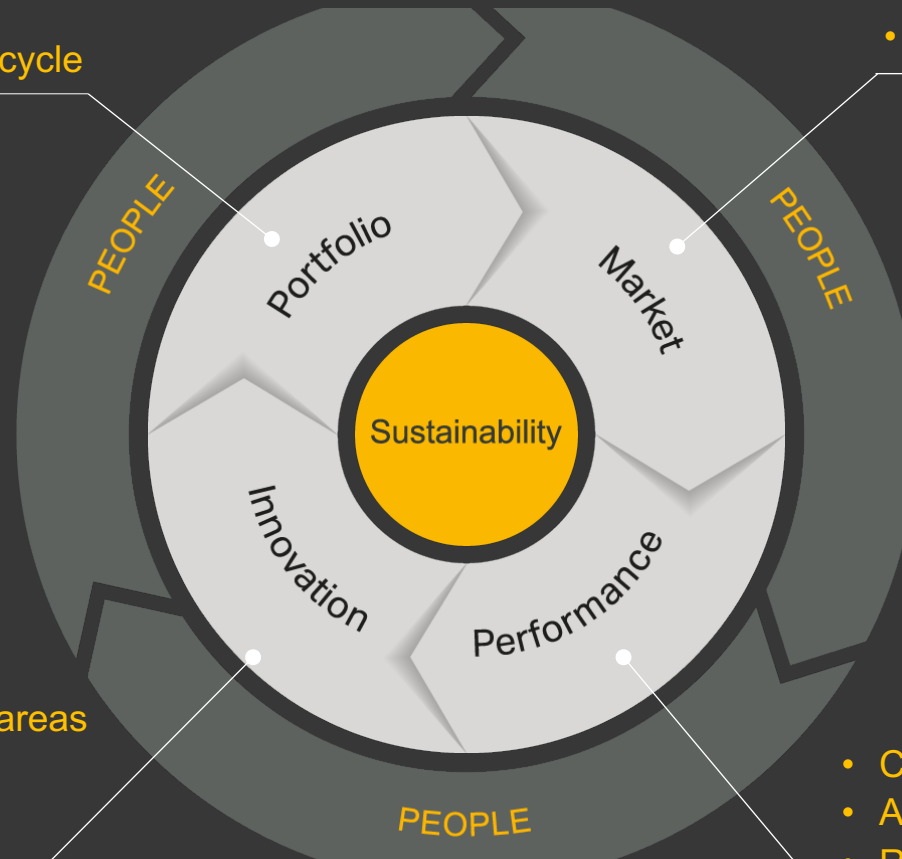 cycle
PEOPLE
PEOPLE
Portfolio
Market
Sustainability
Innovation
Performance
areas
PEOPLE
• C
• A